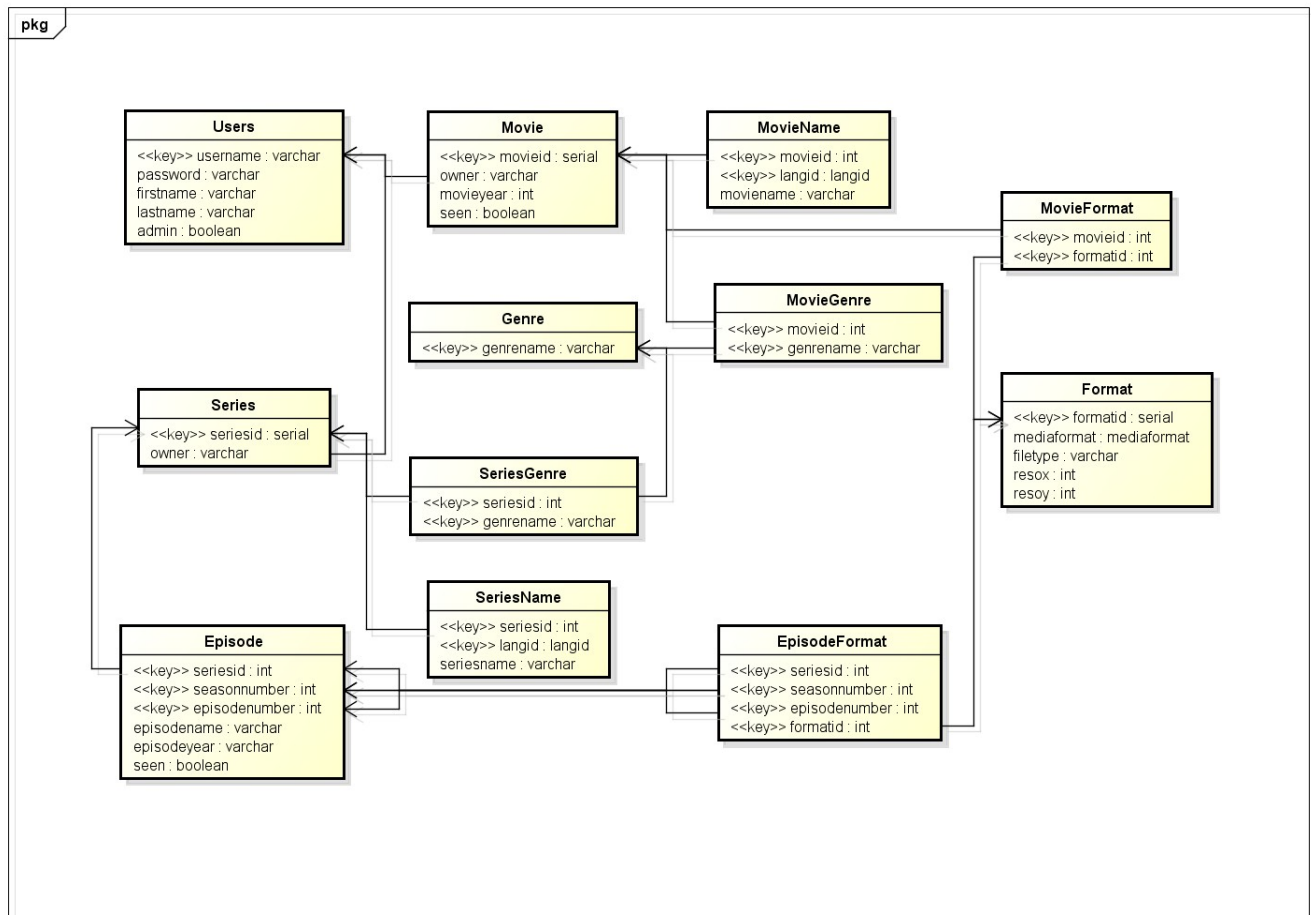 pkg
Users
<<key>> username : varchar
password : varchar
firstname : varchar
lastname : varchar
admin : boolean
Movie
<<key>> movieid : serial
owner : varchar
movieyear : int
seen : boolean
MovieName
<<key>> movieid : int
<<key>> langid : langid
moviename : varchar
MovieFormat
<<key>> movieid : int
<<key>> formatid : int
Genre
<<key>> genrename : varchar
MovieGenre
<<key>> movieid : int
<<key>> genrename : varchar
Format
<<key>> formatid : serial
mediaformat : mediaformat
filetype : varchar
resox : int
resoy : int
Series
<<key>> seriesid : serial
owner : varchar
SeriesGenre
<<key>> seriesid : int
<<key>> genrename : varchar
SeriesName
<<key>> seriesid : int
<<key>> langid : langid
seriesname : varchar
Episode
<<key>> seriesid : int
<<key>> seasonnumber : int
<<key>> episodenumber : int
episodename : varchar
episodeyear : varchar
seen : boolean
EpisodeFormat
<<key>> seriesid : int
<<key>> seasonnumber : int
<<key>> episodenumber : int
<<key>> formatid : int